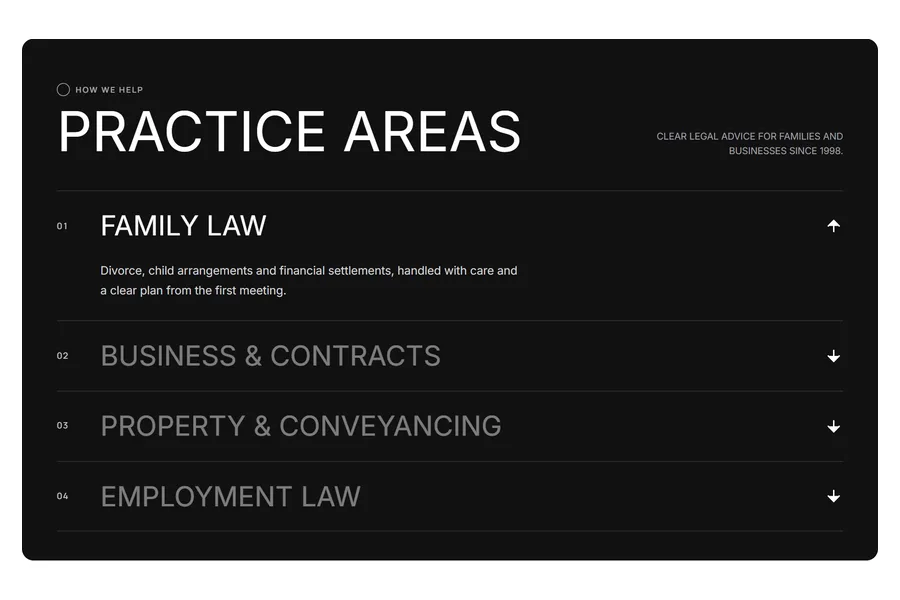 HOW WE HELP
PRACTICE AREAS
CLEAR LEGAL ADVICE FOR FAMILIES AND
BUSINESSES SINCE 1998.
01
FAMILY LAW
Divorce, child arrangements and financial settlements, handled with care and
a clear plan from the first meeting.
02
BUSINESS & CONTRACTS
03
PROPERTY & CONVEYANCING
04
EMPLOYMENT LAW